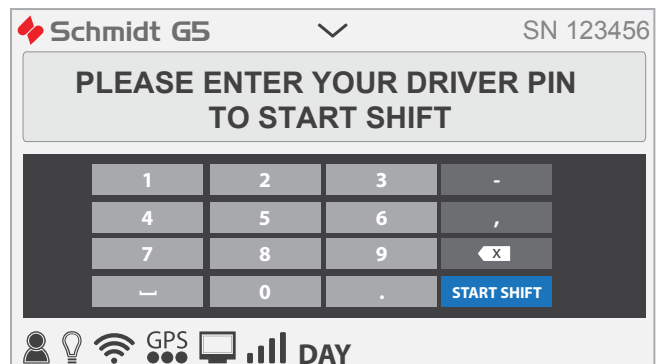 Schmidt G5 SN 123456
PLEASE ENTER YOUR DRIVER PIN
TO START SHIFT
1 2 3 -
4 5 6 ,
7 8 9 X
0 . START SHIFT
GPS DAY